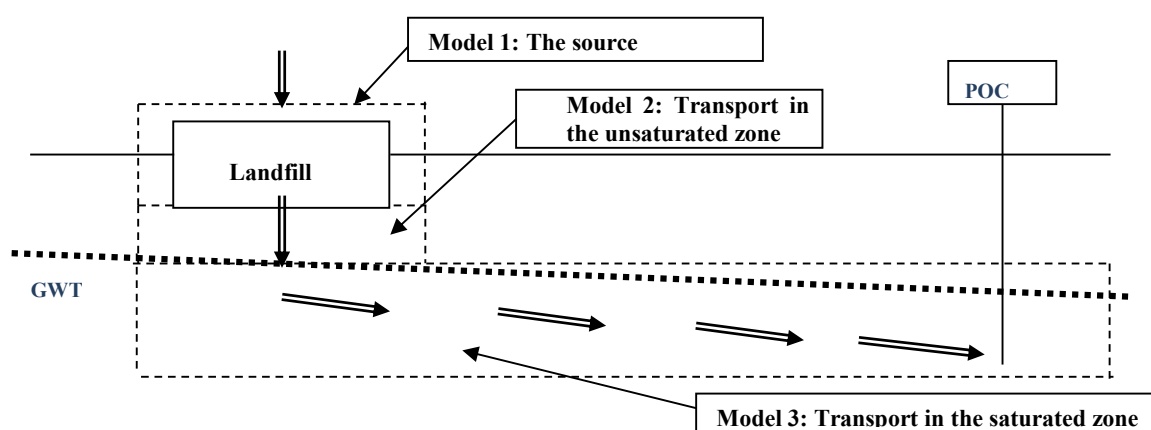 Model 1: The source
Model 2: Transport in
the unsaturated zone
POC
Landfill
GWT
Model 3: Transport in the saturated zone